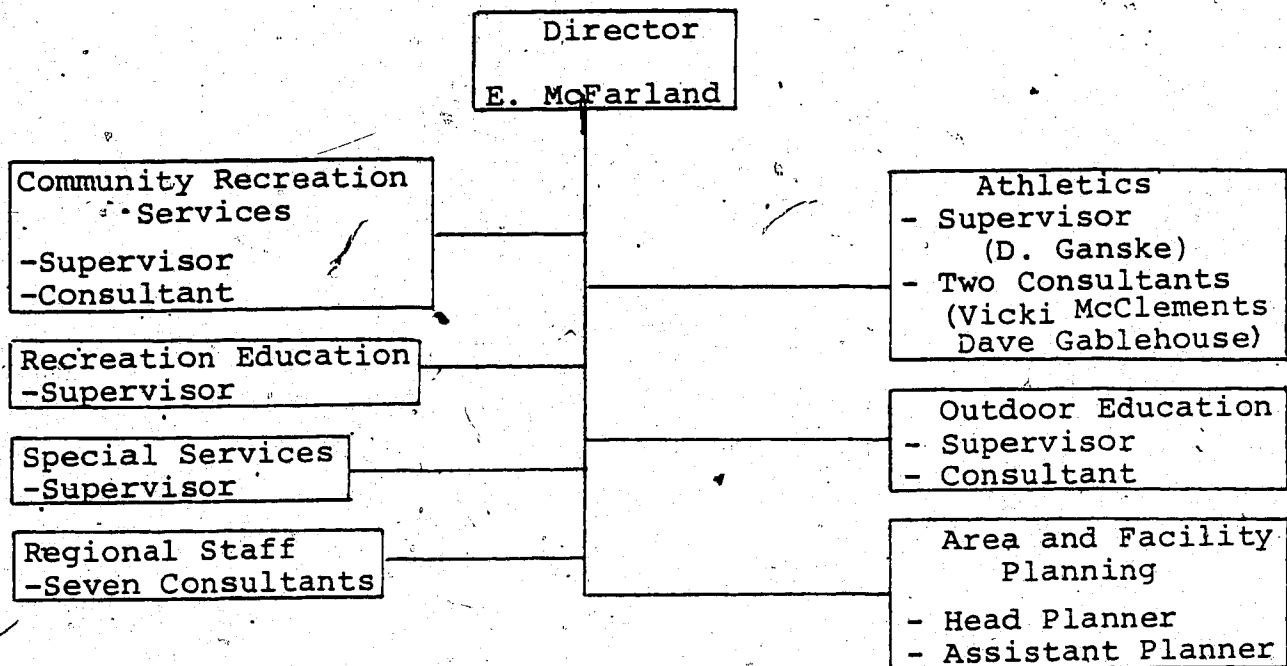 Director
E. McFarland
Community Recreation
Services
-Supervisor
-Consultant
Recreation Education
-Supervisor
Special Services
-Supervisor
Regional Staff
-Seven Consultants
Athletics
- Supervisor
(D. Ganske)
- Two Consultants
(Vicki McClements
Dave Gablehouse)
Outdoor Education
- Supervisor
- Consultant
Area and Facility
Planning
- Head Planner
- Assistant Planner